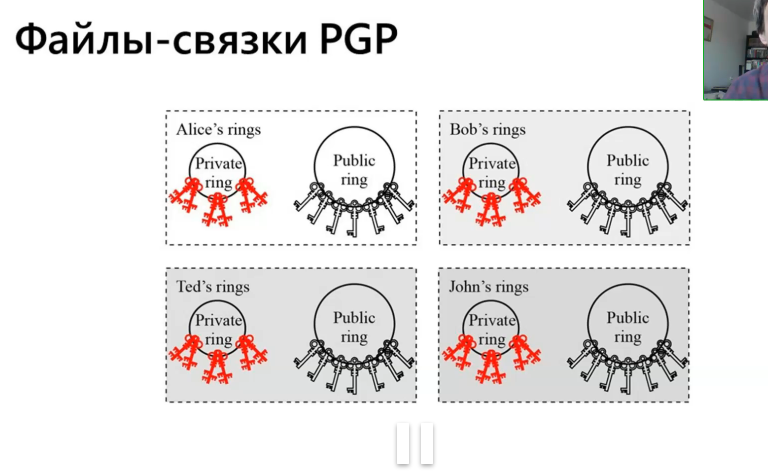 Файлы-связки PGP
Alice's rings
Private
ring
Public
ring
Bob's rings
Private
ring
Public
ring
Ted's rings
Private
ring
Public
ring
John's rings
Private
ring
Public
ring